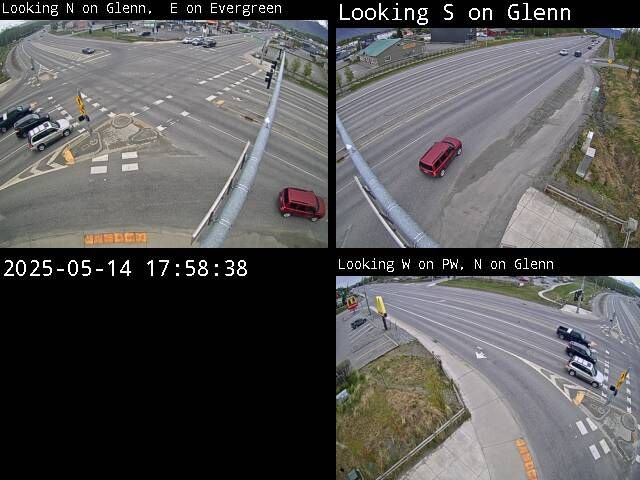 Looking N on Glenn,  E on Evergreen
Looking S on Glenn
2025-05-14 17:58:38
Looking W on PW, N on Glenn